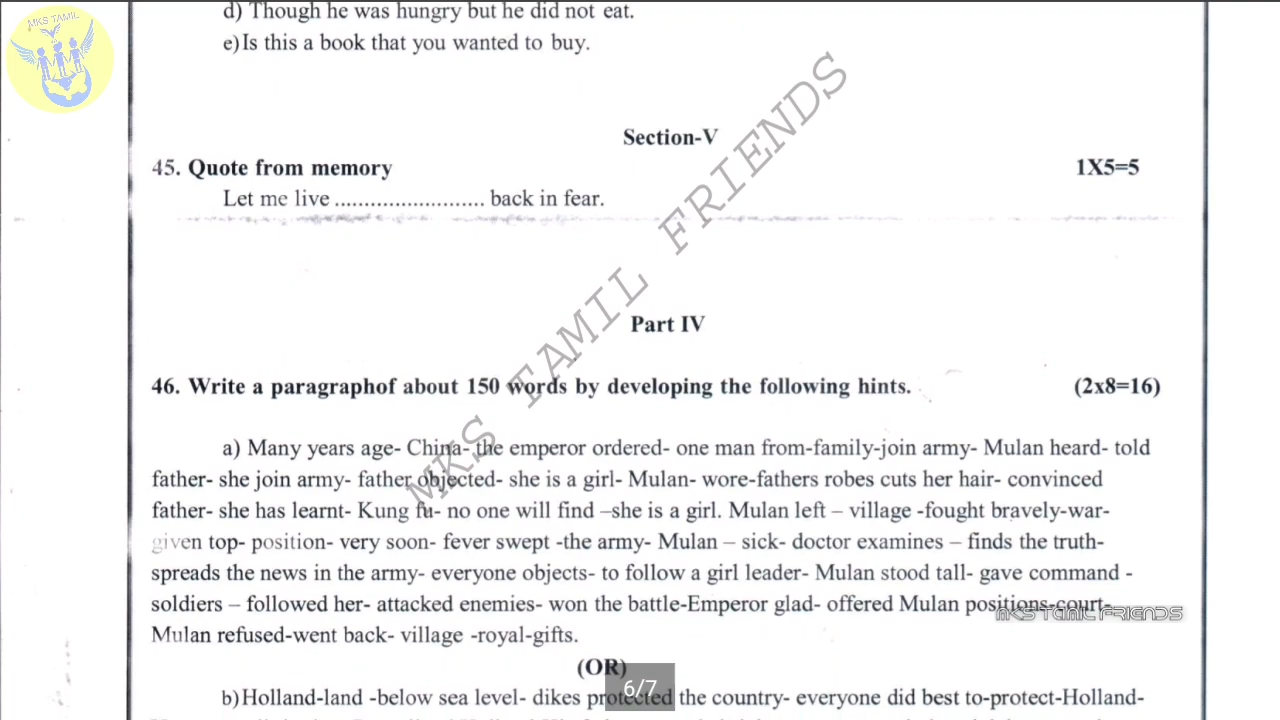 MKS TAMIL
d) Though he was hungry but he did not eat.
e)Is this a book that you wanted to buy.
Section-V
45. Quote from memory 1X5=5
Let me live ......................... back in fear.
Part IV
46. Write a paragraphof about 150 words by developing the following hints. (2x8=16)
a) Many years age- China- the emperor ordered- one man from-family-join army- Mulan heard- told
father- she join army- father objected- she is a girl- Mulan- wore-fathers robes cuts her hair- convinced
father- she has learnt- Kung fu- no one will find –she is a girl. Mulan left – village -fought bravely-war-
given top- position- very soon- fever swept -the army- Mulan – sick- doctor examines – finds the truth-
spreads the news in the army- everyone objects- to follow a girl leader- Mulan stood tall- gave command -
soldiers – followed her- attacked enemies- won the battle-Emperor glad- offered Mulan positions-court-
Mulan refused-went back- village -royal-gifts.
(OR)
b)Holland-land -below sea level- dikes protected the country- everyone did best to-protect-Holland-
MKS TAMIL FRIENDS
MKS TAMIL FRIENDS
6/7